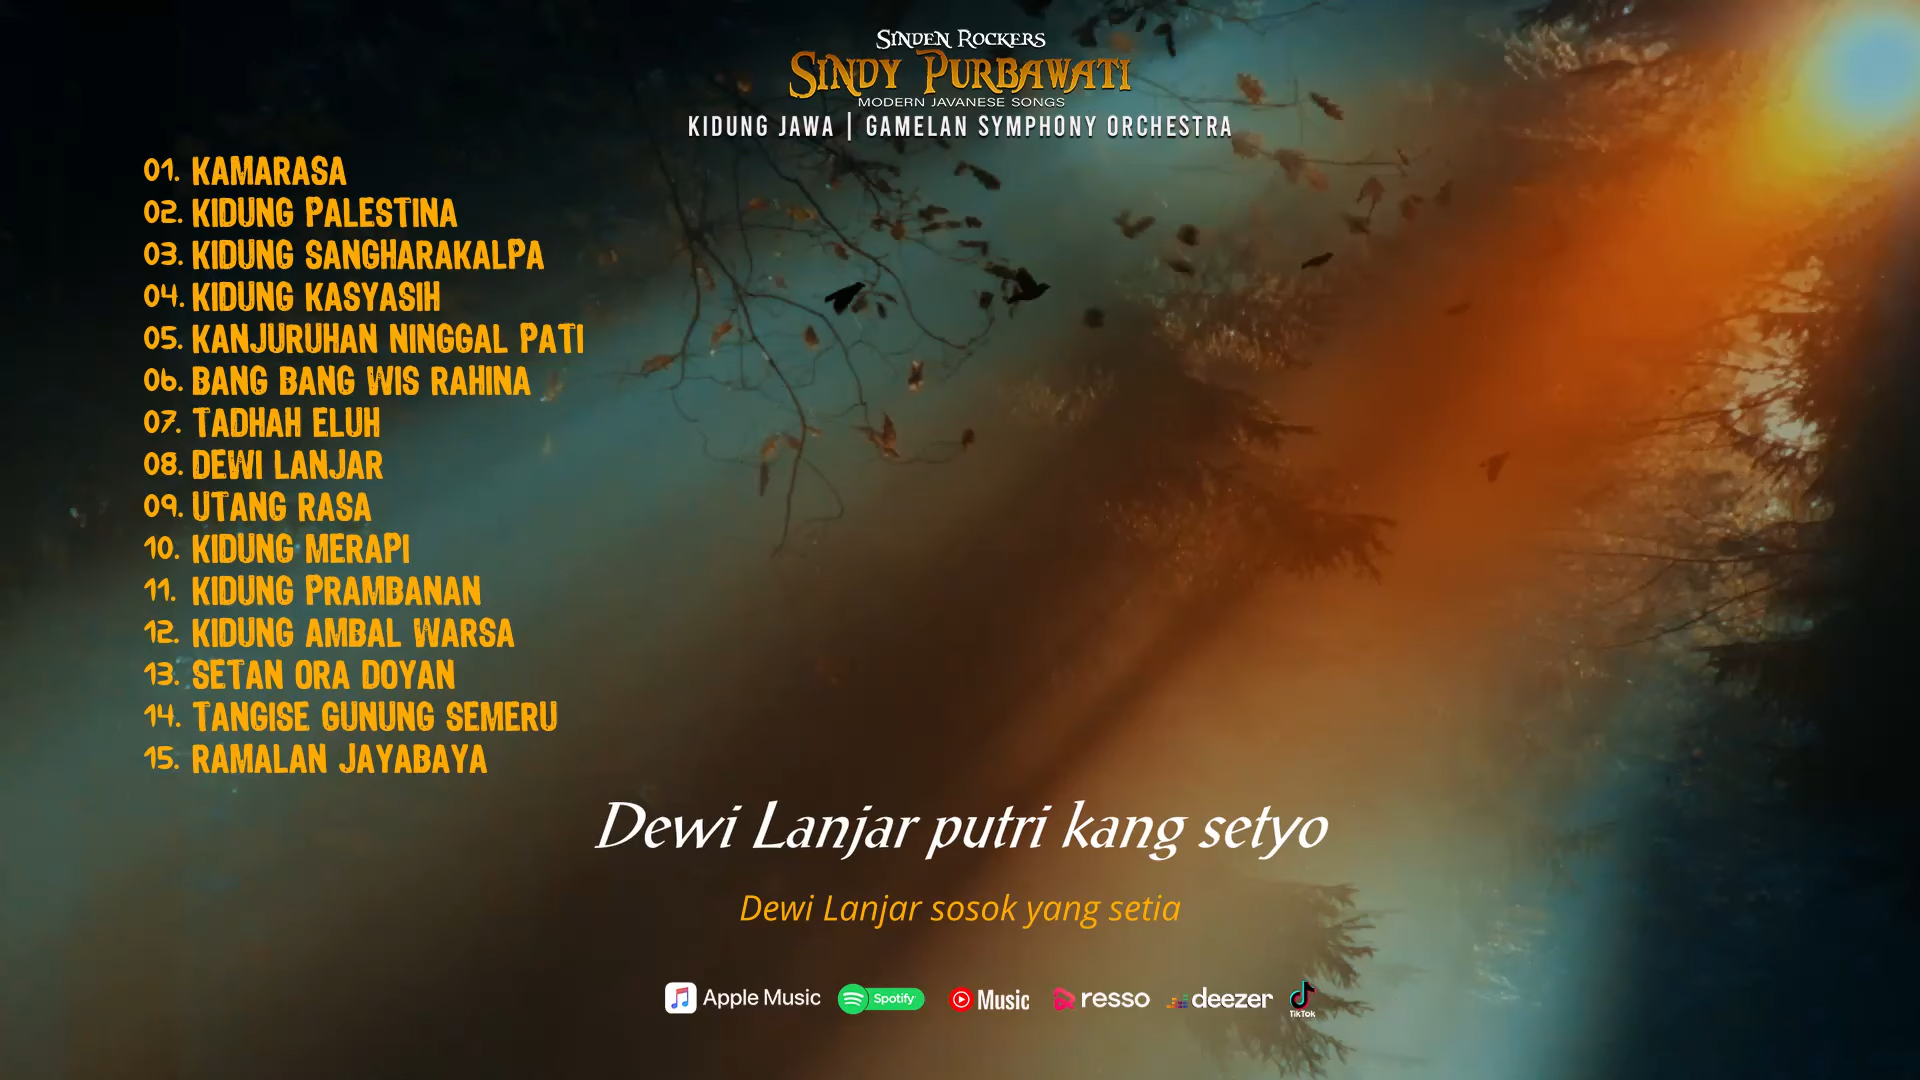 SINDEN ROCKERS
SINDY PURBAWATI
MODERN JAVANESE SONGS
KIDUNG JAWA | GAMELAN SYMPHONY ORCHESTRA
01. KAMARASA
02. KIDUNG PALESTINA
03. KIDUNG SANGHARAKALPA
04. KIDUNG KASYASIH
05. KANJURUHAN NINGGAL PATI
06. BANG BANG WIS RAHINA
07. TADHAH ELUH
08. DEWI LANJAR
09. UTANG RASA
10. KIDUNG MERAPI
11. KIDUNG PRAMBANAN
12. KIDUNG AMBAL WARSA
13. SETAN ORA DOYAN
14. TANGISE GUNUNG SEMERU
15. RAMALAN JAYABAYA
Dewi Lanjar putri kang setyo
Dewi Lanjar sosok yang setia
Apple Music Spotify Music resso deezer TikTok